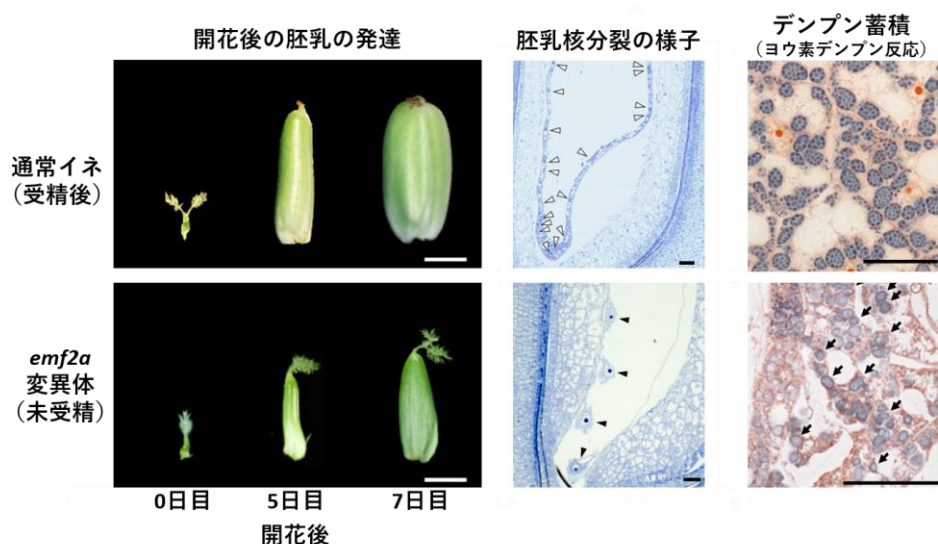 開花後の胚乳の発達
胚乳核分裂の様子
デンプン蓄積
（ヨウ素デンプン反応）
通常イネ
（受精後）
emf2a
変異体
（未受精）
0日目
5日目
7日目
開花後